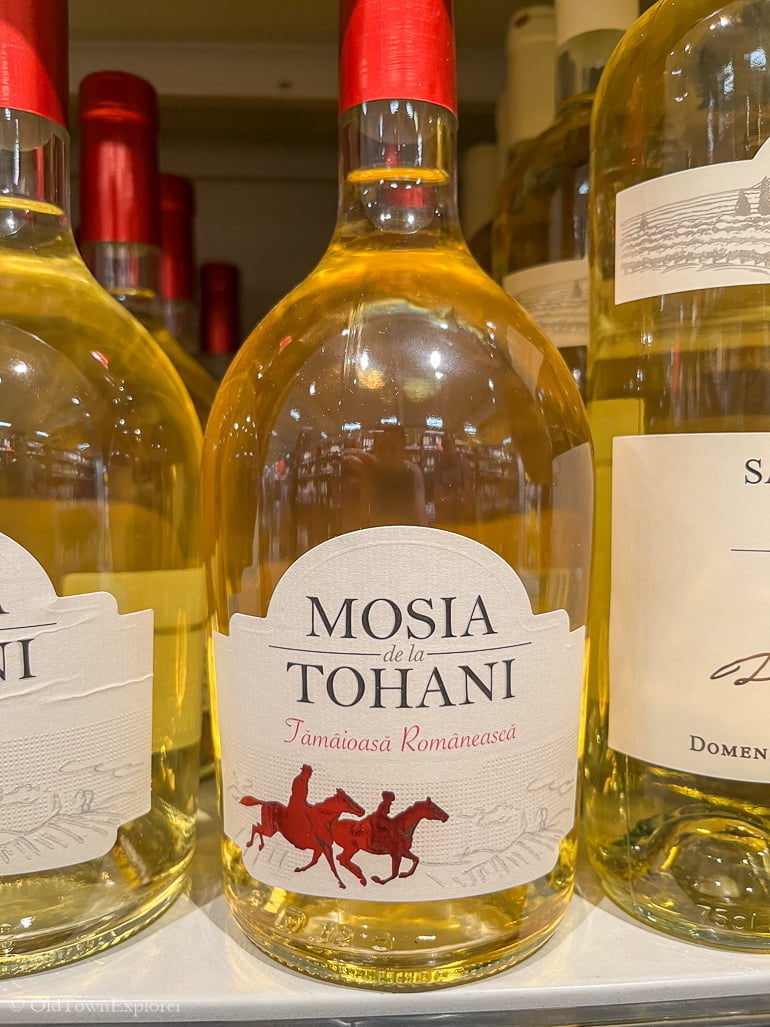 MOSIA
de la
TOHANI
Tămâioasă Românească
NI
SA
DOMEN
75cl
© OldTownExplorer